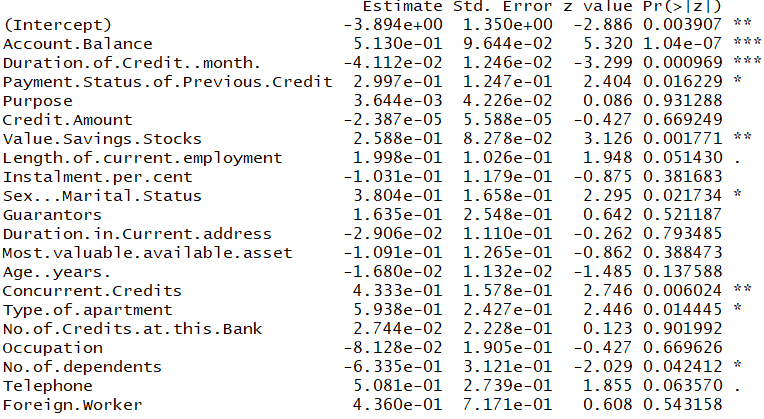 Estimate Std. Error z value Pr(>|z|)
(Intercept) -3.894e+00 1.350e+00 -2.886 0.003907 **
Account.Balance 5.130e-01 9.644e-02 5.320 1.04e-07 ***
Duration.of.Credit..month. -4.112e-02 1.246e-02 -3.299 0.000969 ***
Payment.Status.of.Previous.Credit 2.997e-01 1.247e-01 2.404 0.016229 *
Purpose 3.644e-03 4.226e-02 0.086 0.931288
Credit.Amount -2.387e-05 5.588e-05 -0.427 0.669249
Value.Savings.Stocks 2.588e-01 8.278e-02 3.126 0.001771 **
Length.of.current.employment 1.998e-01 1.026e-01 1.948 0.051430 .
Instalment.per.cent -1.031e-01 1.179e-01 -0.875 0.381683
Sex...Marital.Status 3.804e-01 1.658e-01 2.295 0.021734 *
Guarantors 1.635e-01 2.548e-01 0.642 0.521187
Duration.in.Current.address -2.906e-02 1.110e-01 -0.262 0.793485
Most.valuable.available.asset -1.091e-01 1.265e-01 -0.862 0.388473
Age..years. -1.680e-02 1.132e-02 -1.485 0.137588
Concurrent.Credits 4.333e-01 1.578e-01 2.746 0.006024 **
Type.of.apartment 5.938e-01 2.427e-01 2.446 0.014445 *
No.of.Credits.at.this.Bank 2.744e-02 2.228e-01 0.123 0.901992
Occupation -8.128e-02 1.905e-01 -0.427 0.669626
No.of.dependents -6.335e-01 3.121e-01 -2.029 0.042412 *
Telephone 5.081e-01 2.739e-01 1.855 0.063570 .
Foreign.Worker 4.360e-01 7.171e-01 0.608 0.543158